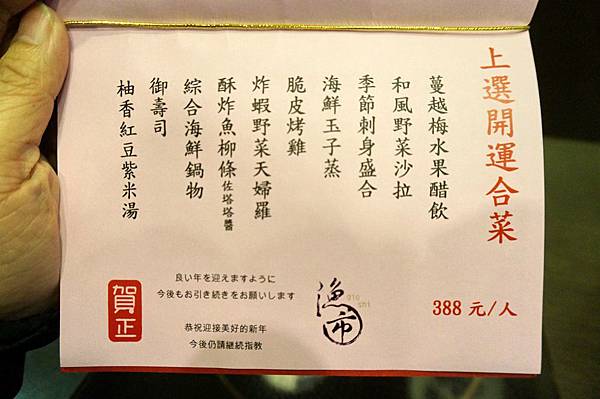 上選開運合菜
蔓越梅水果醋飲
和風野菜沙拉
季節刺身盛合
海鮮玉子蒸
脆皮烤雞
炸蝦野菜天婦羅
酥炸魚柳條佐塔塔醬
綜合海鮮鍋物
御壽司
柚香紅豆紫米湯
388 元/人
漁市
良い年を迎えますように
今後もお引き続きをお願いします
恭祝迎接美好的新年
今後仍請継続指教
賀正